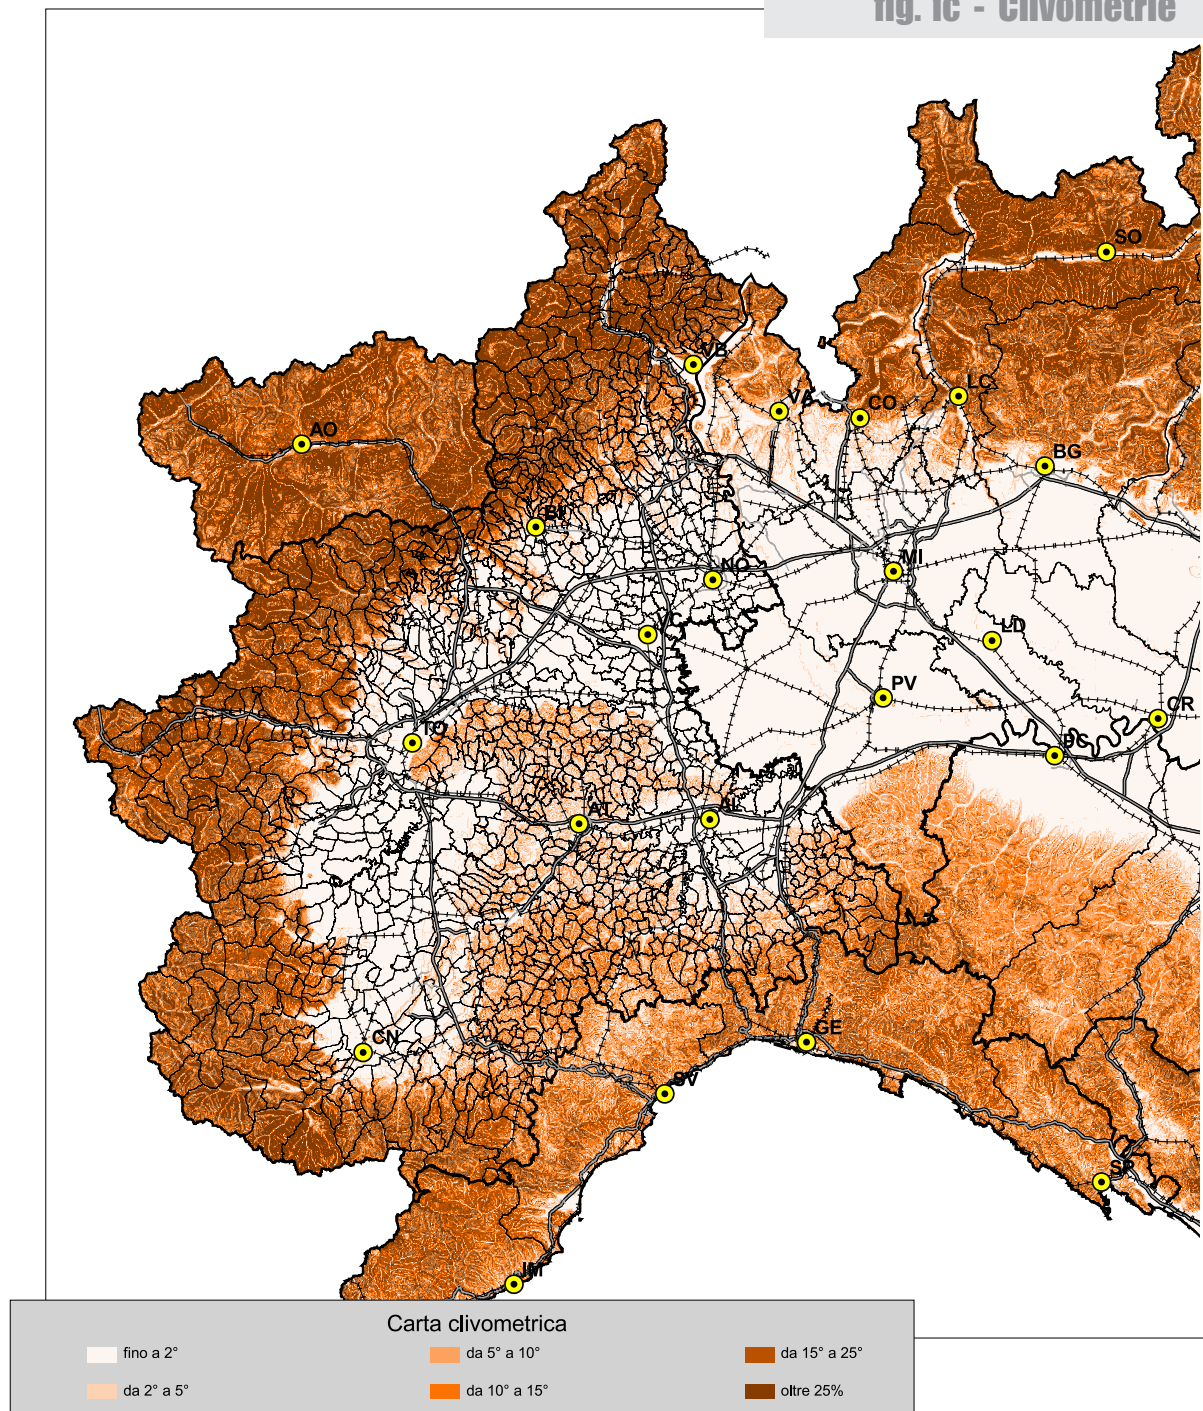 fig. 1c - Clivometrie
SO
VB
VA
CO
LC
AO
BG
BI
MI
NO
LD
PV
CR
TO
PC
AT
AL
CN
GE
SV
SP
IM
Carta clivometrica
fino a 2°
da 5° a 10°
da 15° a 25°
da 2° a 5°
da 10° a 15°
oltre 25%